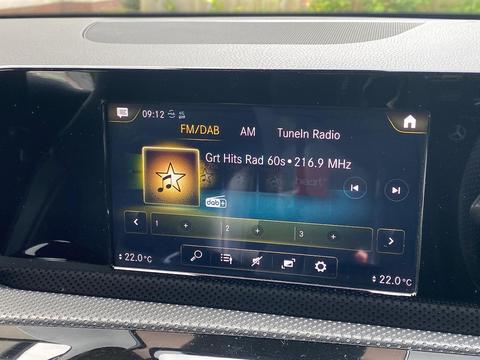 09:12
FM/DAB AM TuneIn Radio
Grt Hits Rad 60s • 216.9 MHz
heart
dab+
1 + 2 + 3 +
22.0°C 22.0°C